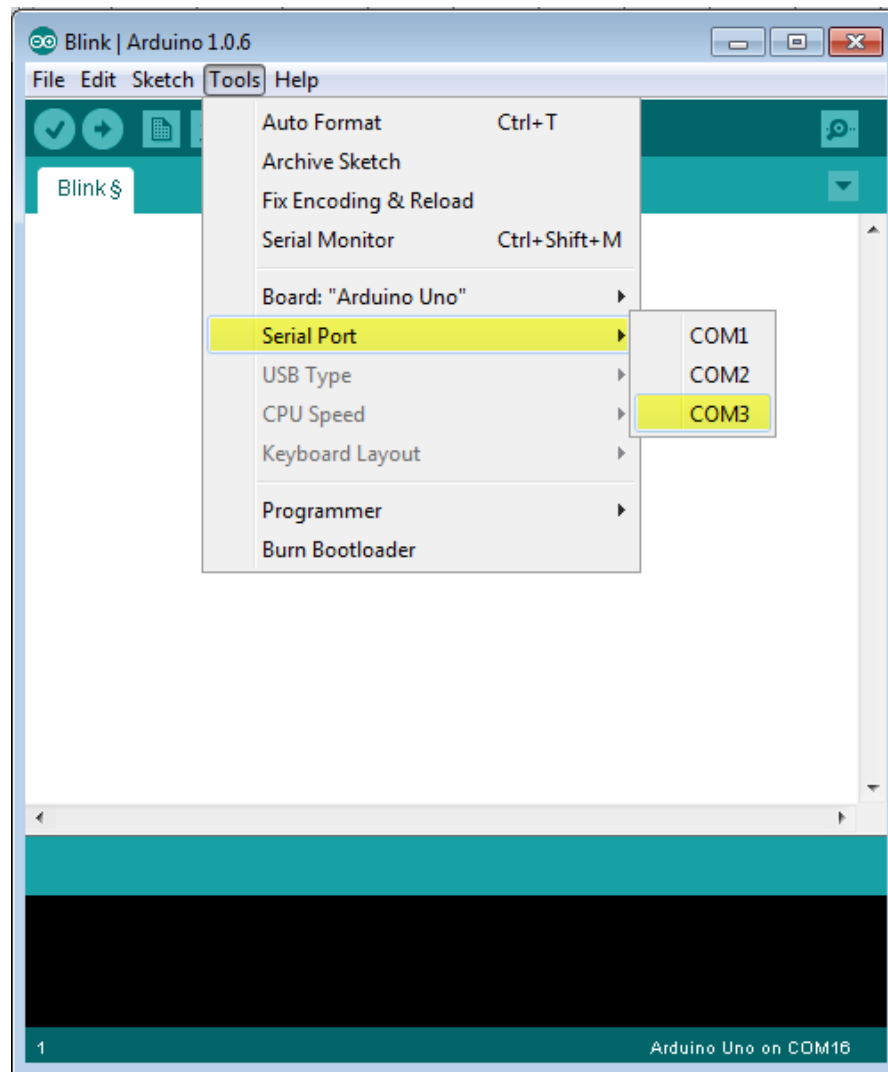 Blink | Arduino 1.0.6
File Edit Sketch Tools Help
Auto Format Ctrl+T
Archive Sketch
Blink §
Fix Encoding & Reload
Serial Monitor Ctrl+Shift+M
Board: "Arduino Uno"
Serial Port
COM1
USB Type
COM2
CPU Speed
COM3
Keyboard Layout
Programmer
Burn Bootloader
1 Arduino Uno on COM16